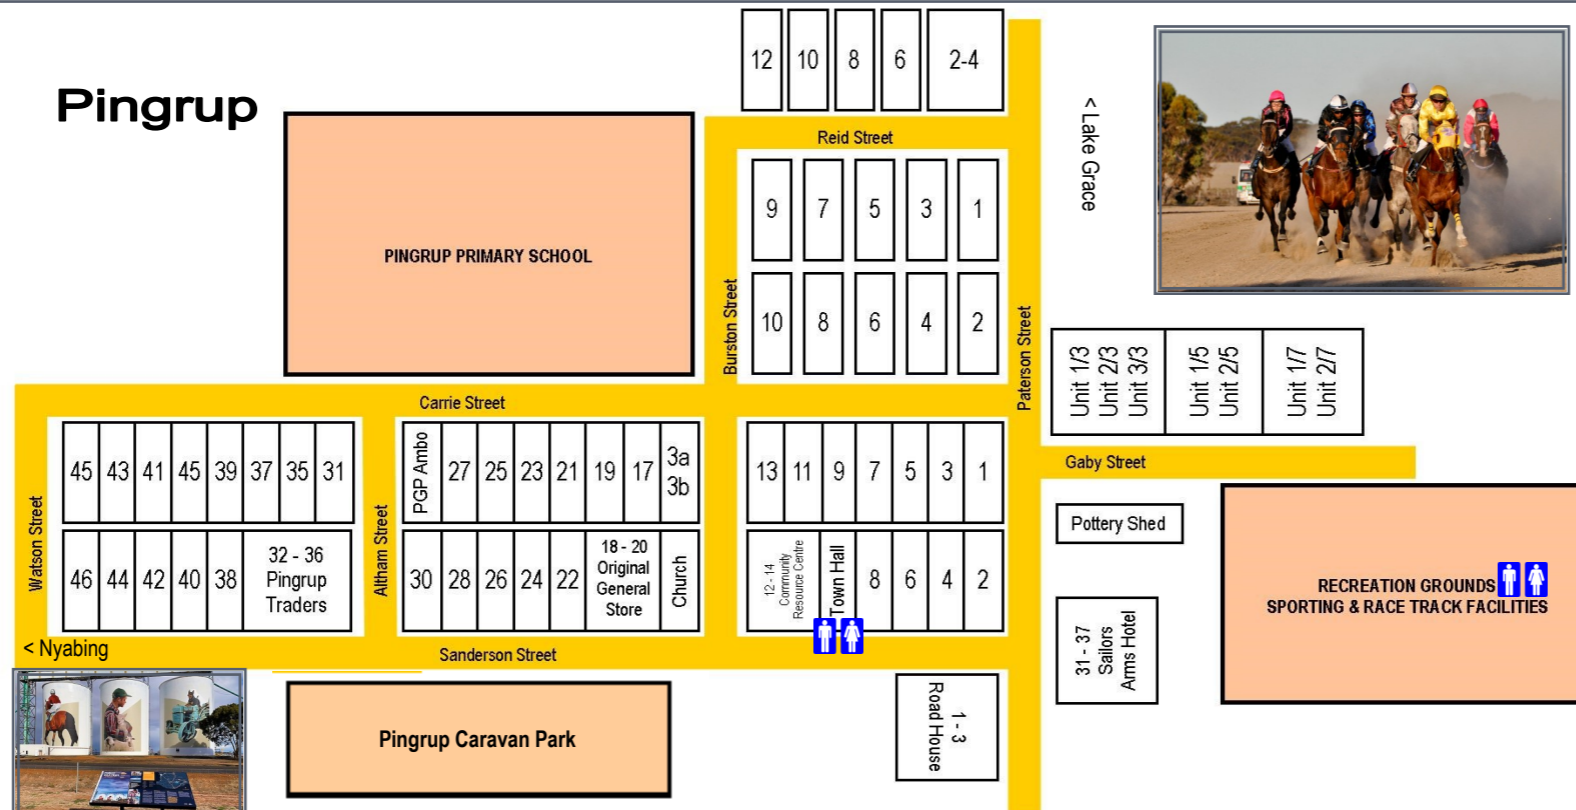 Pingrup
12
10
8
6
2-4
Reid Street
< Lake Grace
PINGRUP PRIMARY SCHOOL
9
7
5
3
1
Burston Street
10
8
6
4
2
Paterson Street
Unit 1/3
Unit 2/3
Unit 3/3
Unit 1/5
Unit 2/5
Unit 1/7
Unit 2/7
Carrie Street
Gaby Street
Watson Street
45
43
41
45
39
37
35
31
Altham Street
PGP Ambo
27
25
23
21
19
17
3a
3b
13
11
9
7
5
3
1
46
44
42
40
38
32 - 36
Pingrup
Traders
30
28
26
24
22
18 - 20
Original
General
Store
Church
12 - 14
Community
Resource Centre
Town Hall
8
6
4
2
Pottery Shed
RECREATION GROUNDS
SPORTING & RACE TRACK FACILITIES
31 - 37
Sailors
Arms Hotel
< Nyabing
Sanderson Street
Pingrup Caravan Park
1 - 3
Road House